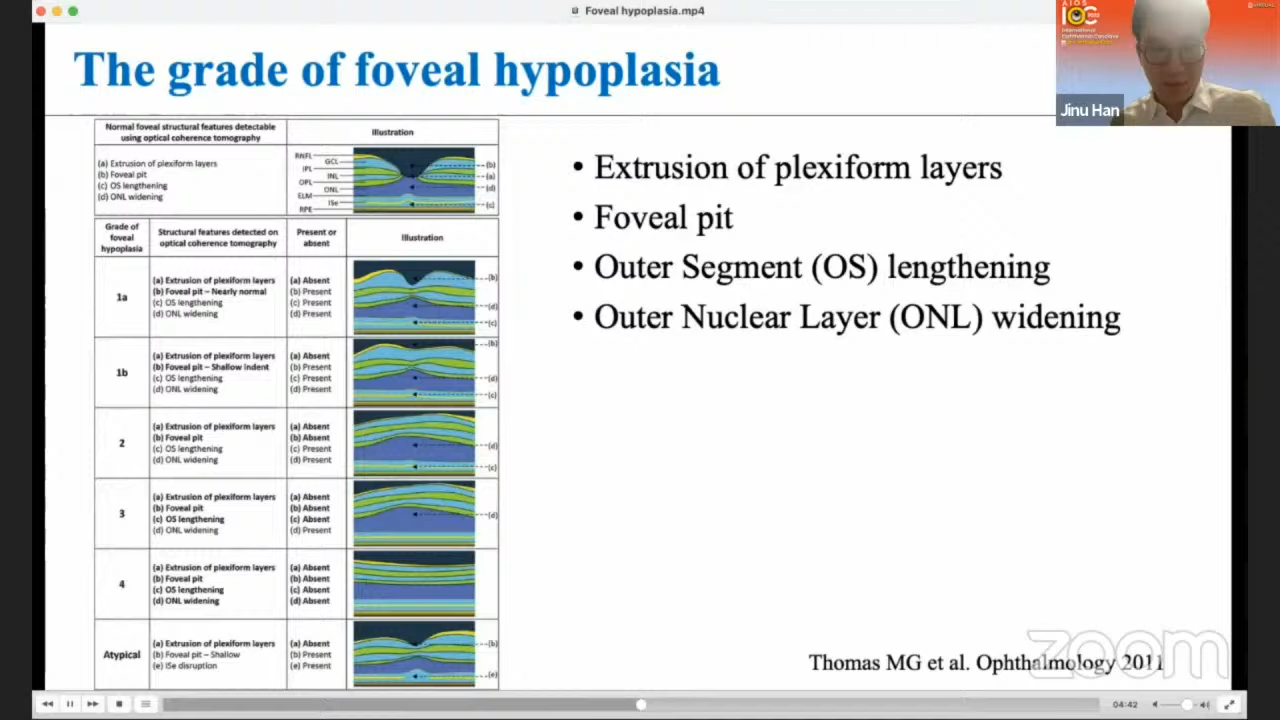 Foveal hypoplasia.mp4
The grade of foveal hypoplasia
AIOS
IOC
International
Ophthalmic Conclave
Jinu Han
Normal foveal structural features detectable
using optical coherence tomography
Illustration
(a) Extrusion of plexiform layers
(b) Foveal pit
(c) OS lengthening
(d) ONL widening
RNFL
GCL
IPL
INL
OPL
ONL
ELM
ISe
RPE
(b)
(a)
(d)
(c)
Grade of
foveal
hypoplasia
Structural features detected on
optical coherence tomography
Present or
absent
Illustration
1a
(a) Extrusion of plexiform layers
(b) Foveal pit – Nearly normal
(c) OS lengthening
(d) ONL widening
(a) Absent
(b) Present
(c) Present
(d) Present
(b)
(d)
(c)
1b
(a) Extrusion of plexiform layers
(b) Foveal pit – Shallow indent
(c) OS lengthening
(d) ONL widening
(a) Absent
(b) Present
(c) Present
(d) Present
(b)
(d)
(c)
2
(a) Extrusion of plexiform layers
(b) Foveal pit
(c) OS lengthening
(d) ONL widening
(a) Absent
(b) Absent
(c) Present
(d) Present
(d)
(c)
3
(a) Extrusion of plexiform layers
(b) Foveal pit
(c) OS lengthening
(d) ONL widening
(a) Absent
(b) Absent
(c) Absent
(d) Present
(d)
4
(a) Extrusion of plexiform layers
(b) Foveal pit
(c) OS lengthening
(d) ONL widening
(a) Absent
(b) Absent
(c) Absent
(d) Absent
Atypical
(a) Extrusion of plexiform layers
(b) Foveal pit – Shallow
(e) ISe disruption
(a) Absent
(b) Present
(e) Present
(b)
(e)
• Extrusion of plexiform layers
• Foveal pit
• Outer Segment (OS) lengthening
• Outer Nuclear Layer (ONL) widening
Thomas MG et al. Ophthalmology 2011
zoom
04:42